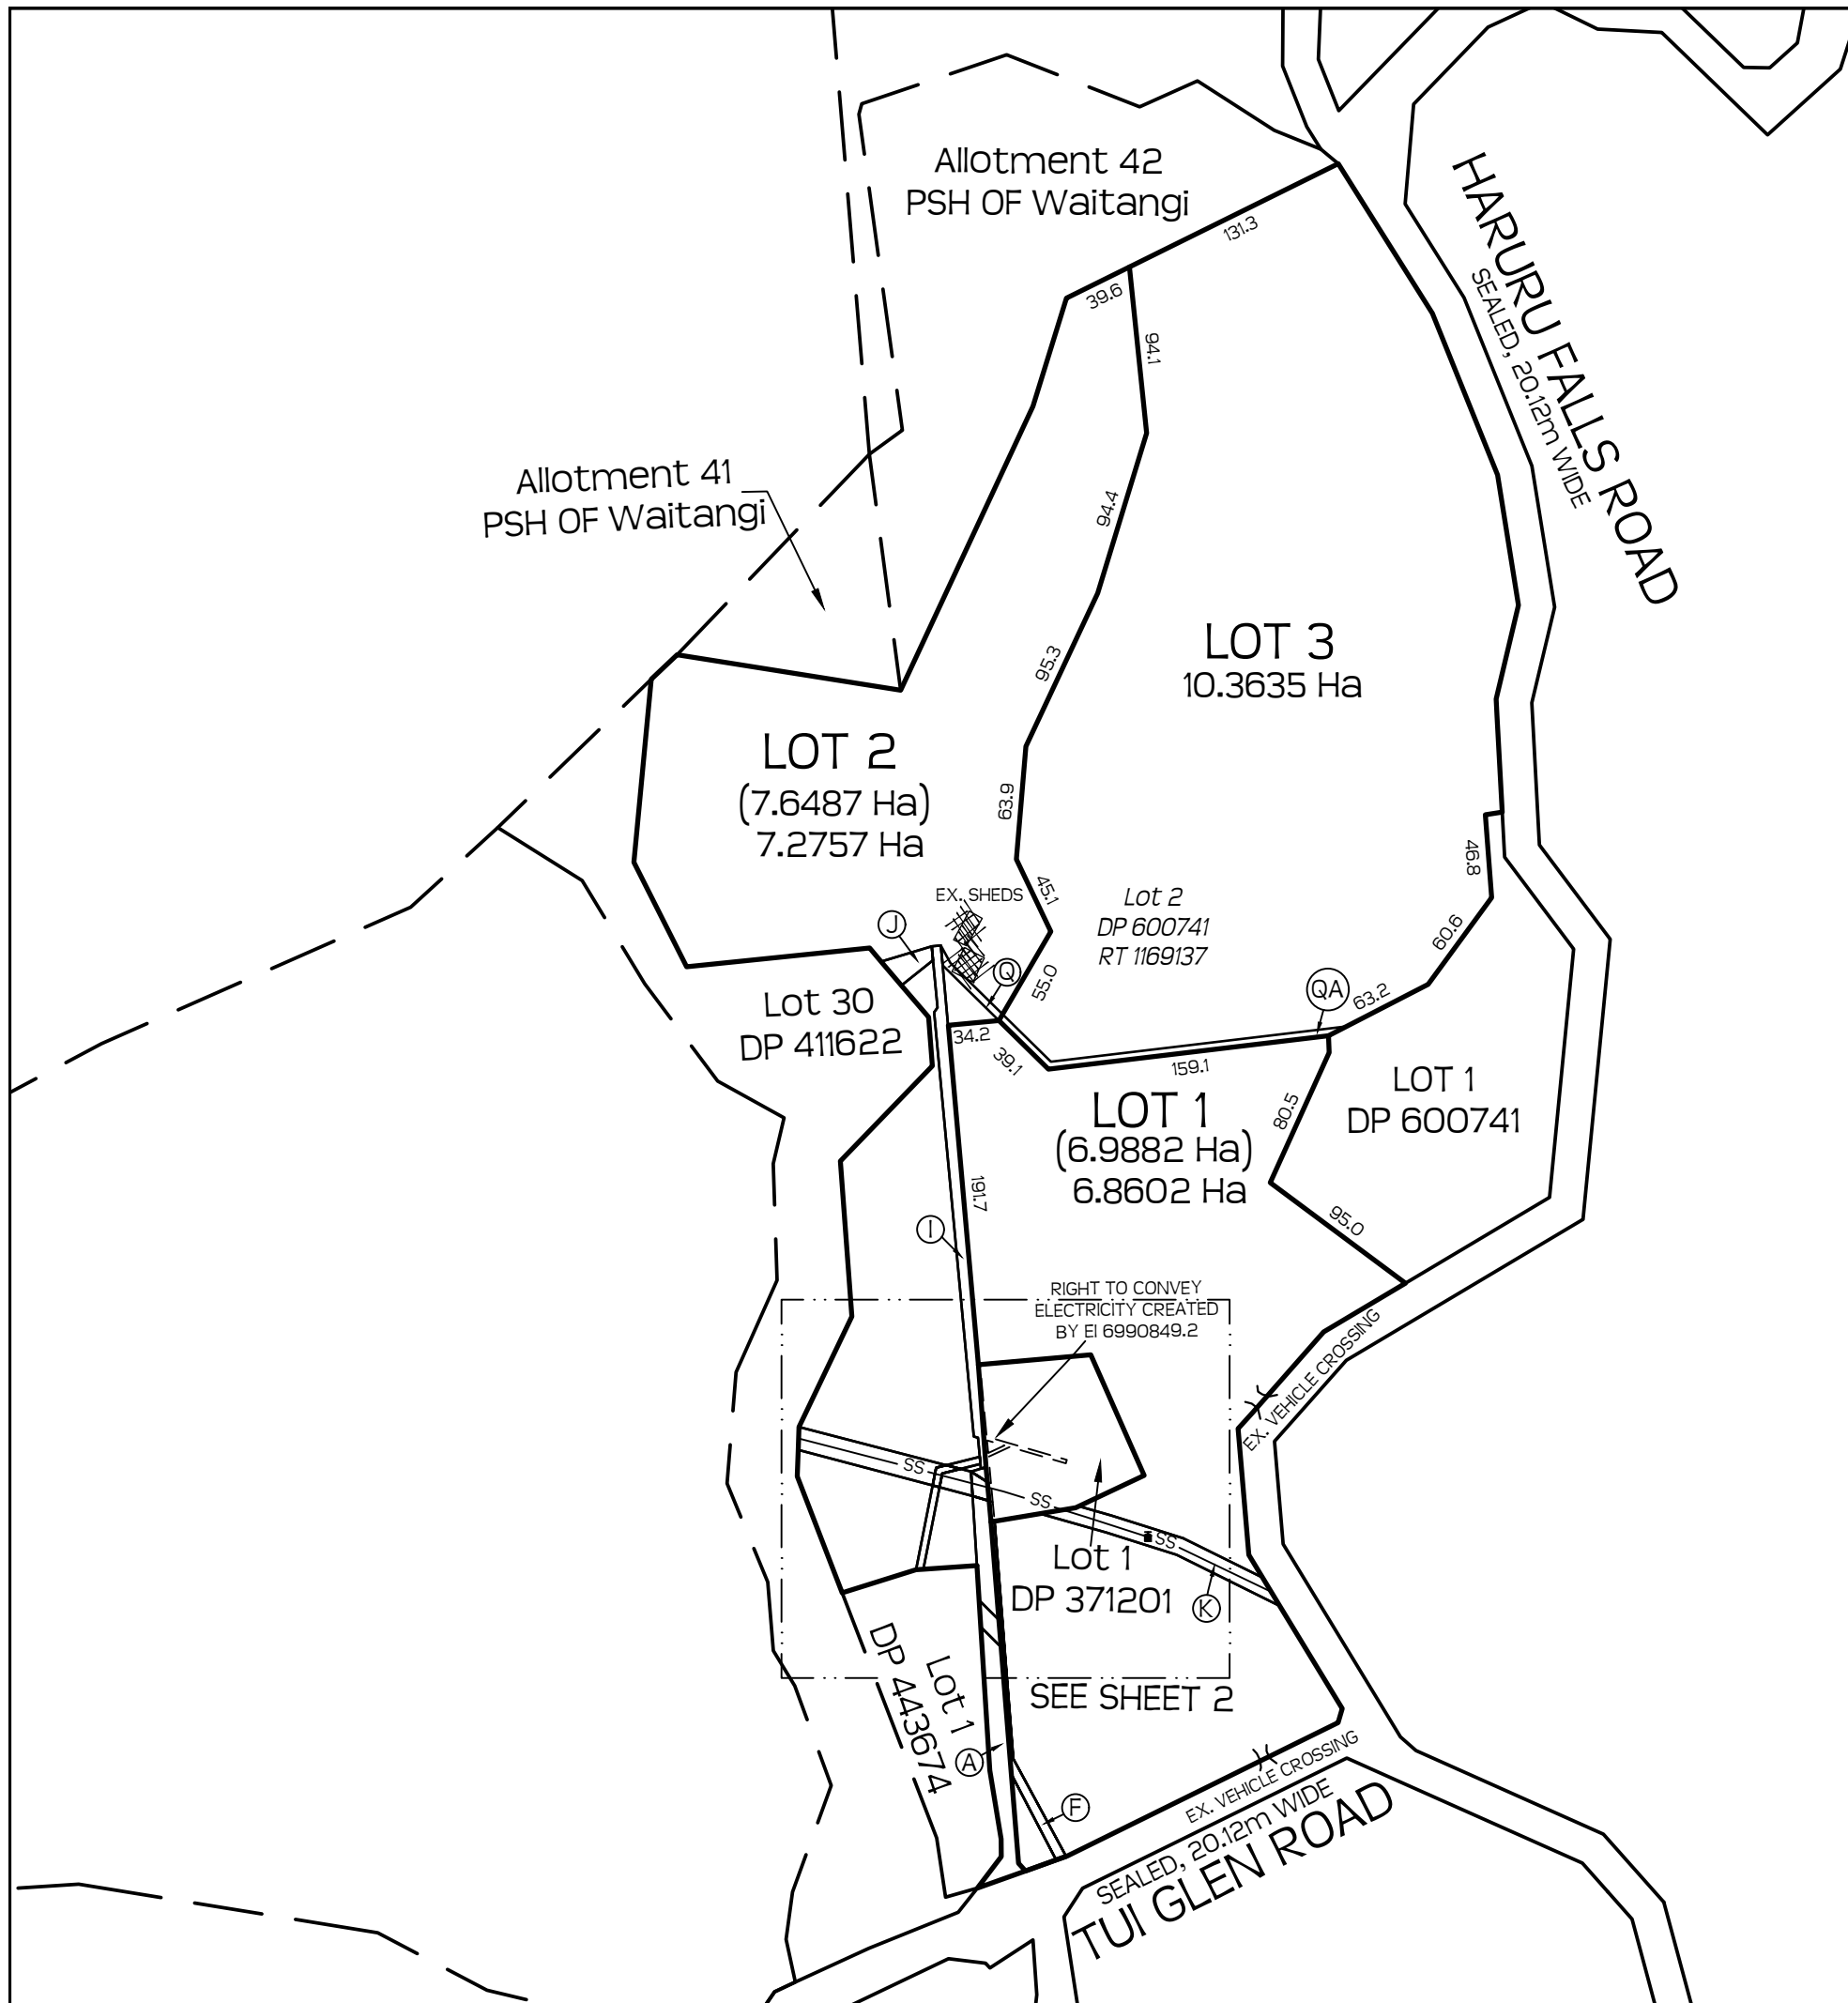 Allotment 42
PSH OF Waitangi
131.3
39.6
94.1
HARURU FALLS ROAD
SEALED, 20.12m WIDE
Allotment 41
PSH OF Waitangi
94.4
95.3
LOT 3
10.3635 Ha
LOT 2
(7.6487 Ha)
7.2757 Ha
63.9
46.8
45.1
EX. SHEDS
Lot 2
DP 600741
RT 1169137
J
Q
55.0
60.6
QA
63.2
Lot 30
DP 411622
34.2
39.1
159.1
LOT 1
(6.9882 Ha)
6.8602 Ha
80.5
LOT 1
DP 600741
191.7
I
95.0
RIGHT TO CONVEY
ELECTRICITY CREATED
BY EI 6990849.2
EX. VEHICLE CROSSING
SS
SS
SS
Lot 1
DP 371201
K
Lot 1
DP 443674
SEE SHEET 2
A
F
EX. VEHICLE CROSSING
SEALED, 20.12m WIDE
TUI GLEN ROAD